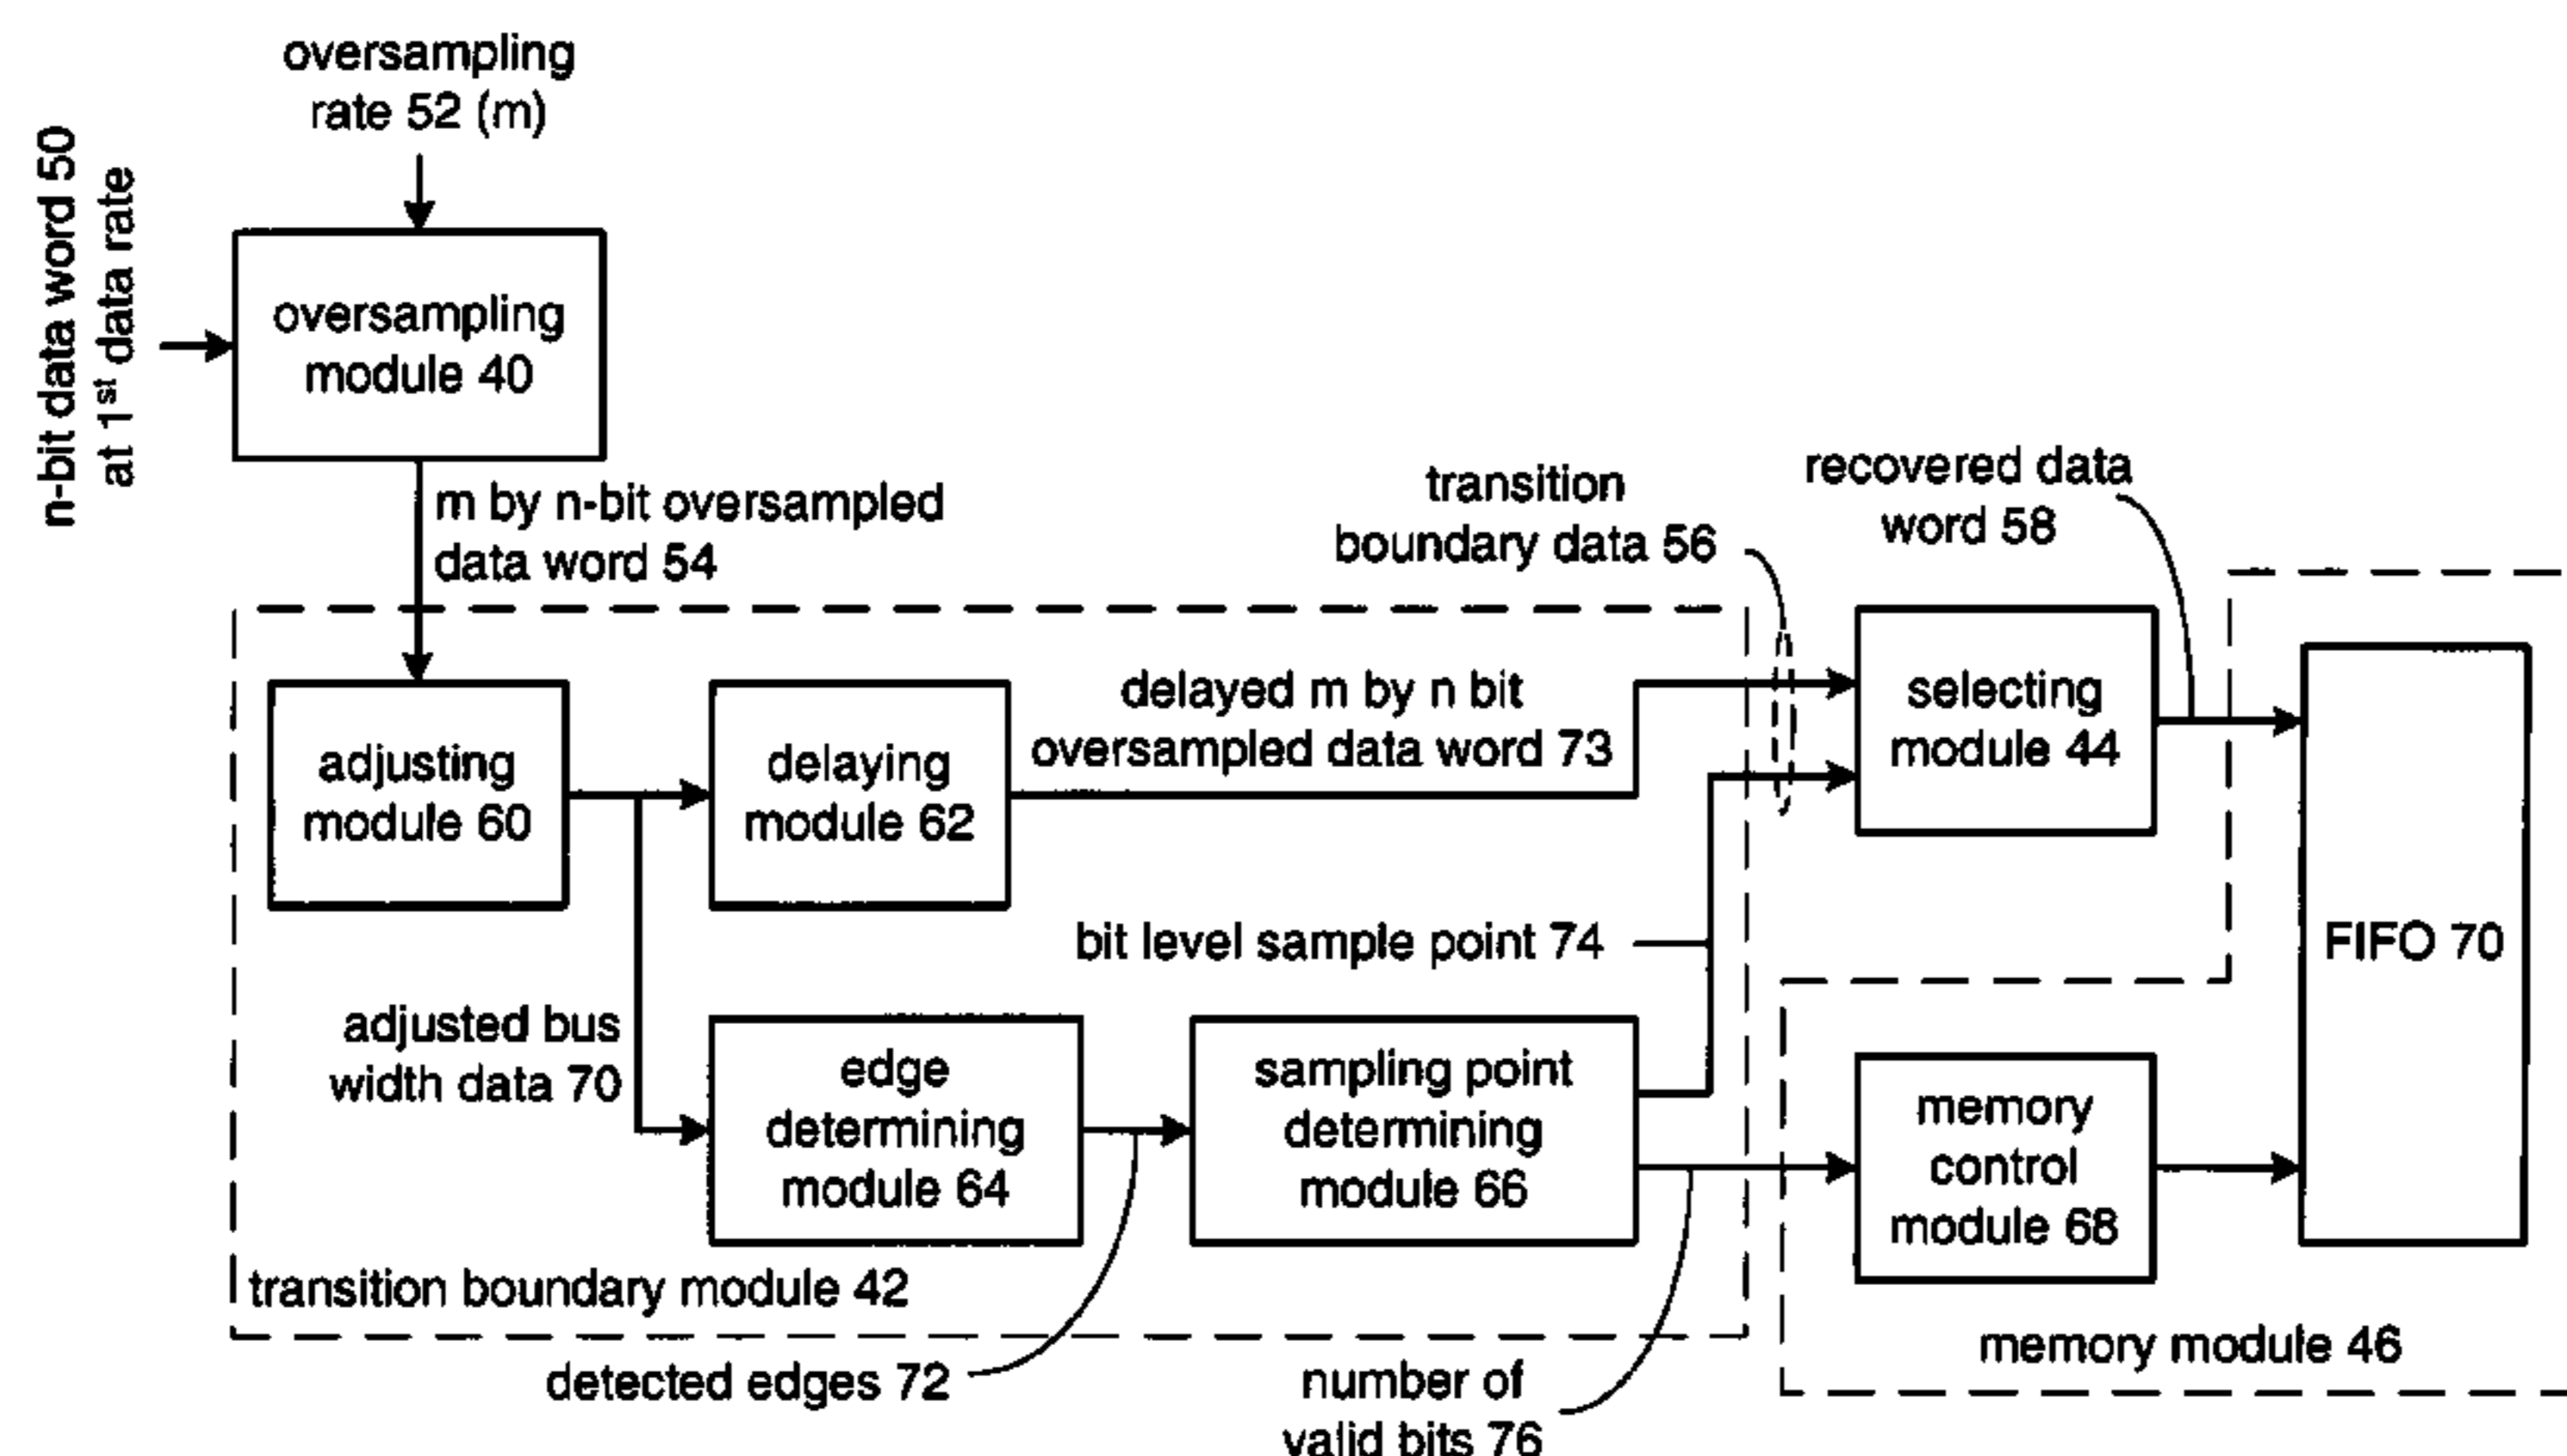 oversampling
rate 52 (m)
n-bit data word 50
at 1st data rate
oversampling
module 40
m by n-bit oversampled
data word 54
transition
boundary data 56
recovered data
word 58
adjusting
module 60
delaying
module 62
delayed m by n bit
oversampled data word 73
selecting
module 44
FIFO 70
bit level sample point 74
adjusted bus
width data 70
edge
determining
module 64
sampling point
determining
module 66
memory
control
module 68
transition boundary module 42
memory module 46
detected edges 72
number of
valid bits 76